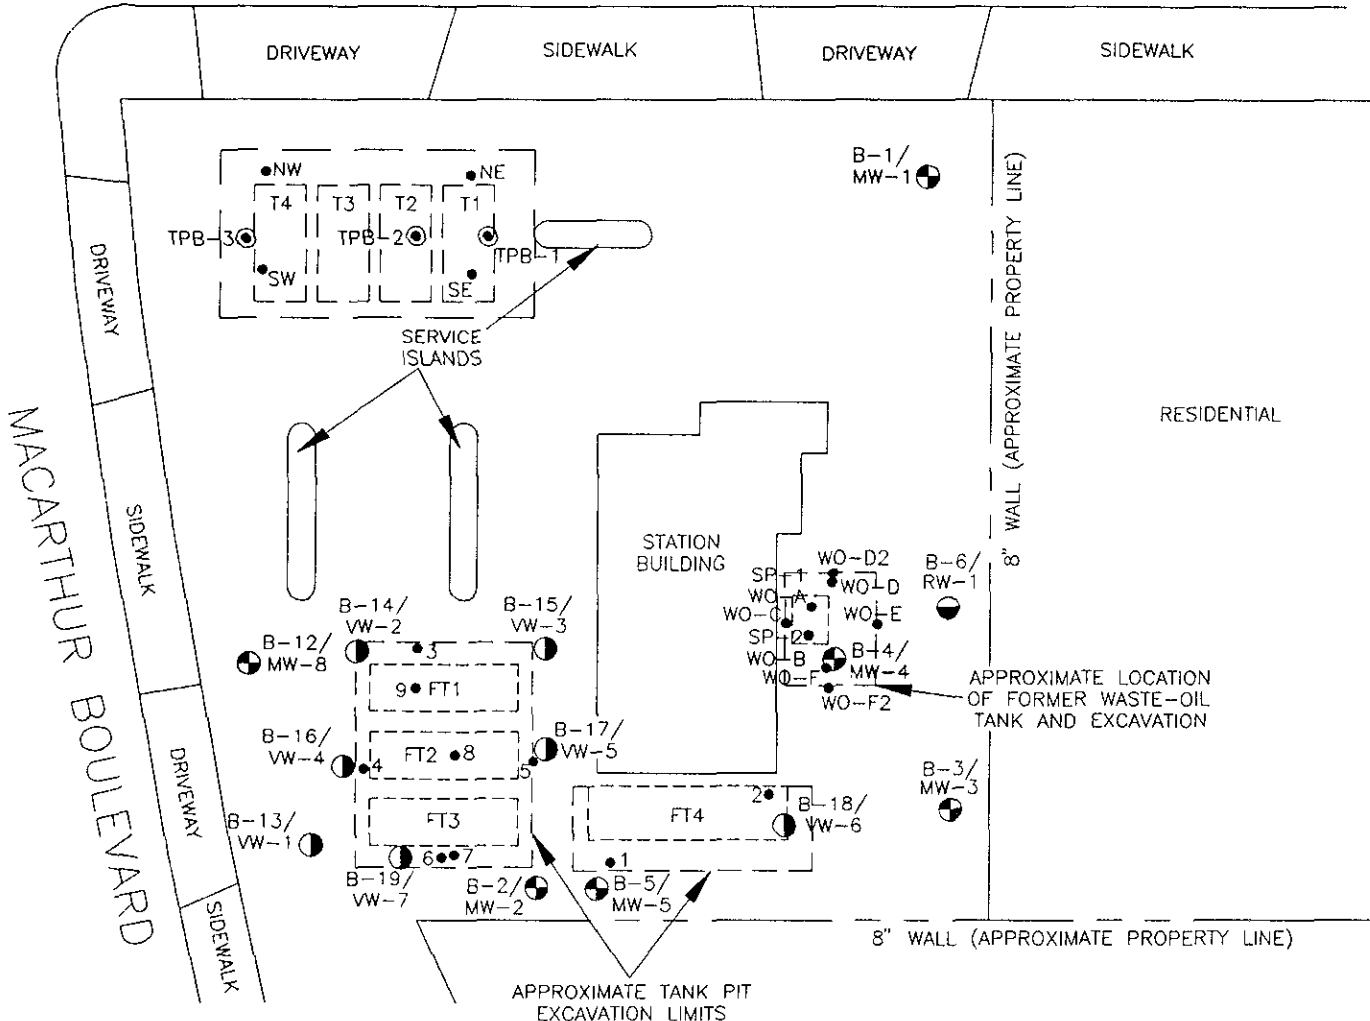 DRIVEWAY
SIDEWALK
DRIVEWAY
SIDEWALK
B-1/
MW-1
NW
NE
T4
T3
T2
T1
TPB-3
TPB-2
TPB-1
SW
SE
DRIVEWAY
SERVICE
ISLANDS
8" WALL (APPROXIMATE PROPERTY LINE)
RESIDENTIAL
MACARTHUR BOULEVARD
SIDEWALK
STATION
BUILDING
SP-1
WO-A
WO-C
SP-2
WO-B
WO-F
WO-D2
WO-D
WO-E
B-4/
MW-4
WO-F2
B-6/
RW-1
APPROXIMATE LOCATION
OF FORMER WASTE-OIL
TANK AND EXCAVATION
B-14/
VW-2
B-15/
VW-3
B-12/
MW-8
3
9
FT1
B-16/
VW-4
4
FT2
8
5
B-17/
VW-5
DRIVEWAY
B-13/
VW-1
FT3
6
7
B-19/
VW-7
B-2/
MW-2
2
FT4
B-18/
VW-6
1
B-5/
MW-5
B-3/
MW-3
SIDEWALK
8" WALL (APPROXIMATE PROPERTY LINE)
APPROXIMATE TANK PIT
EXCAVATION LIMITS